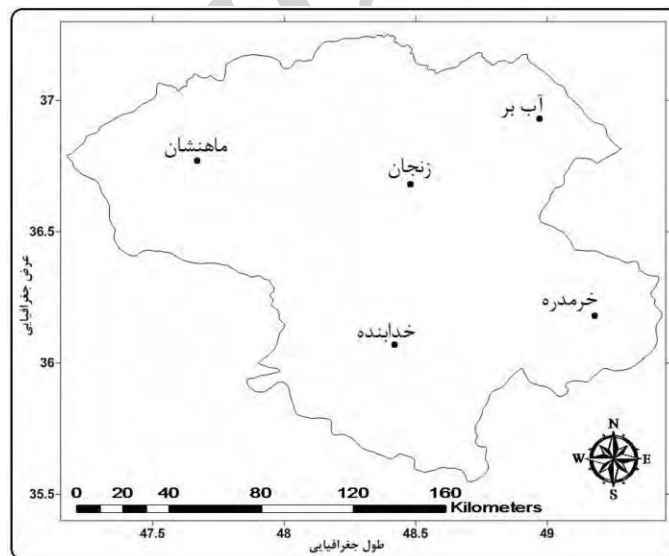 37
آب بر
ماهنشان
زنجان
36.5
عرض جغرافیایی
خرمدره
خدابنده
36
N
W E
S
0 20 40 80 120 160
Kilometers
35.5
47.5 48 48.5 49
طول جغرافیایی